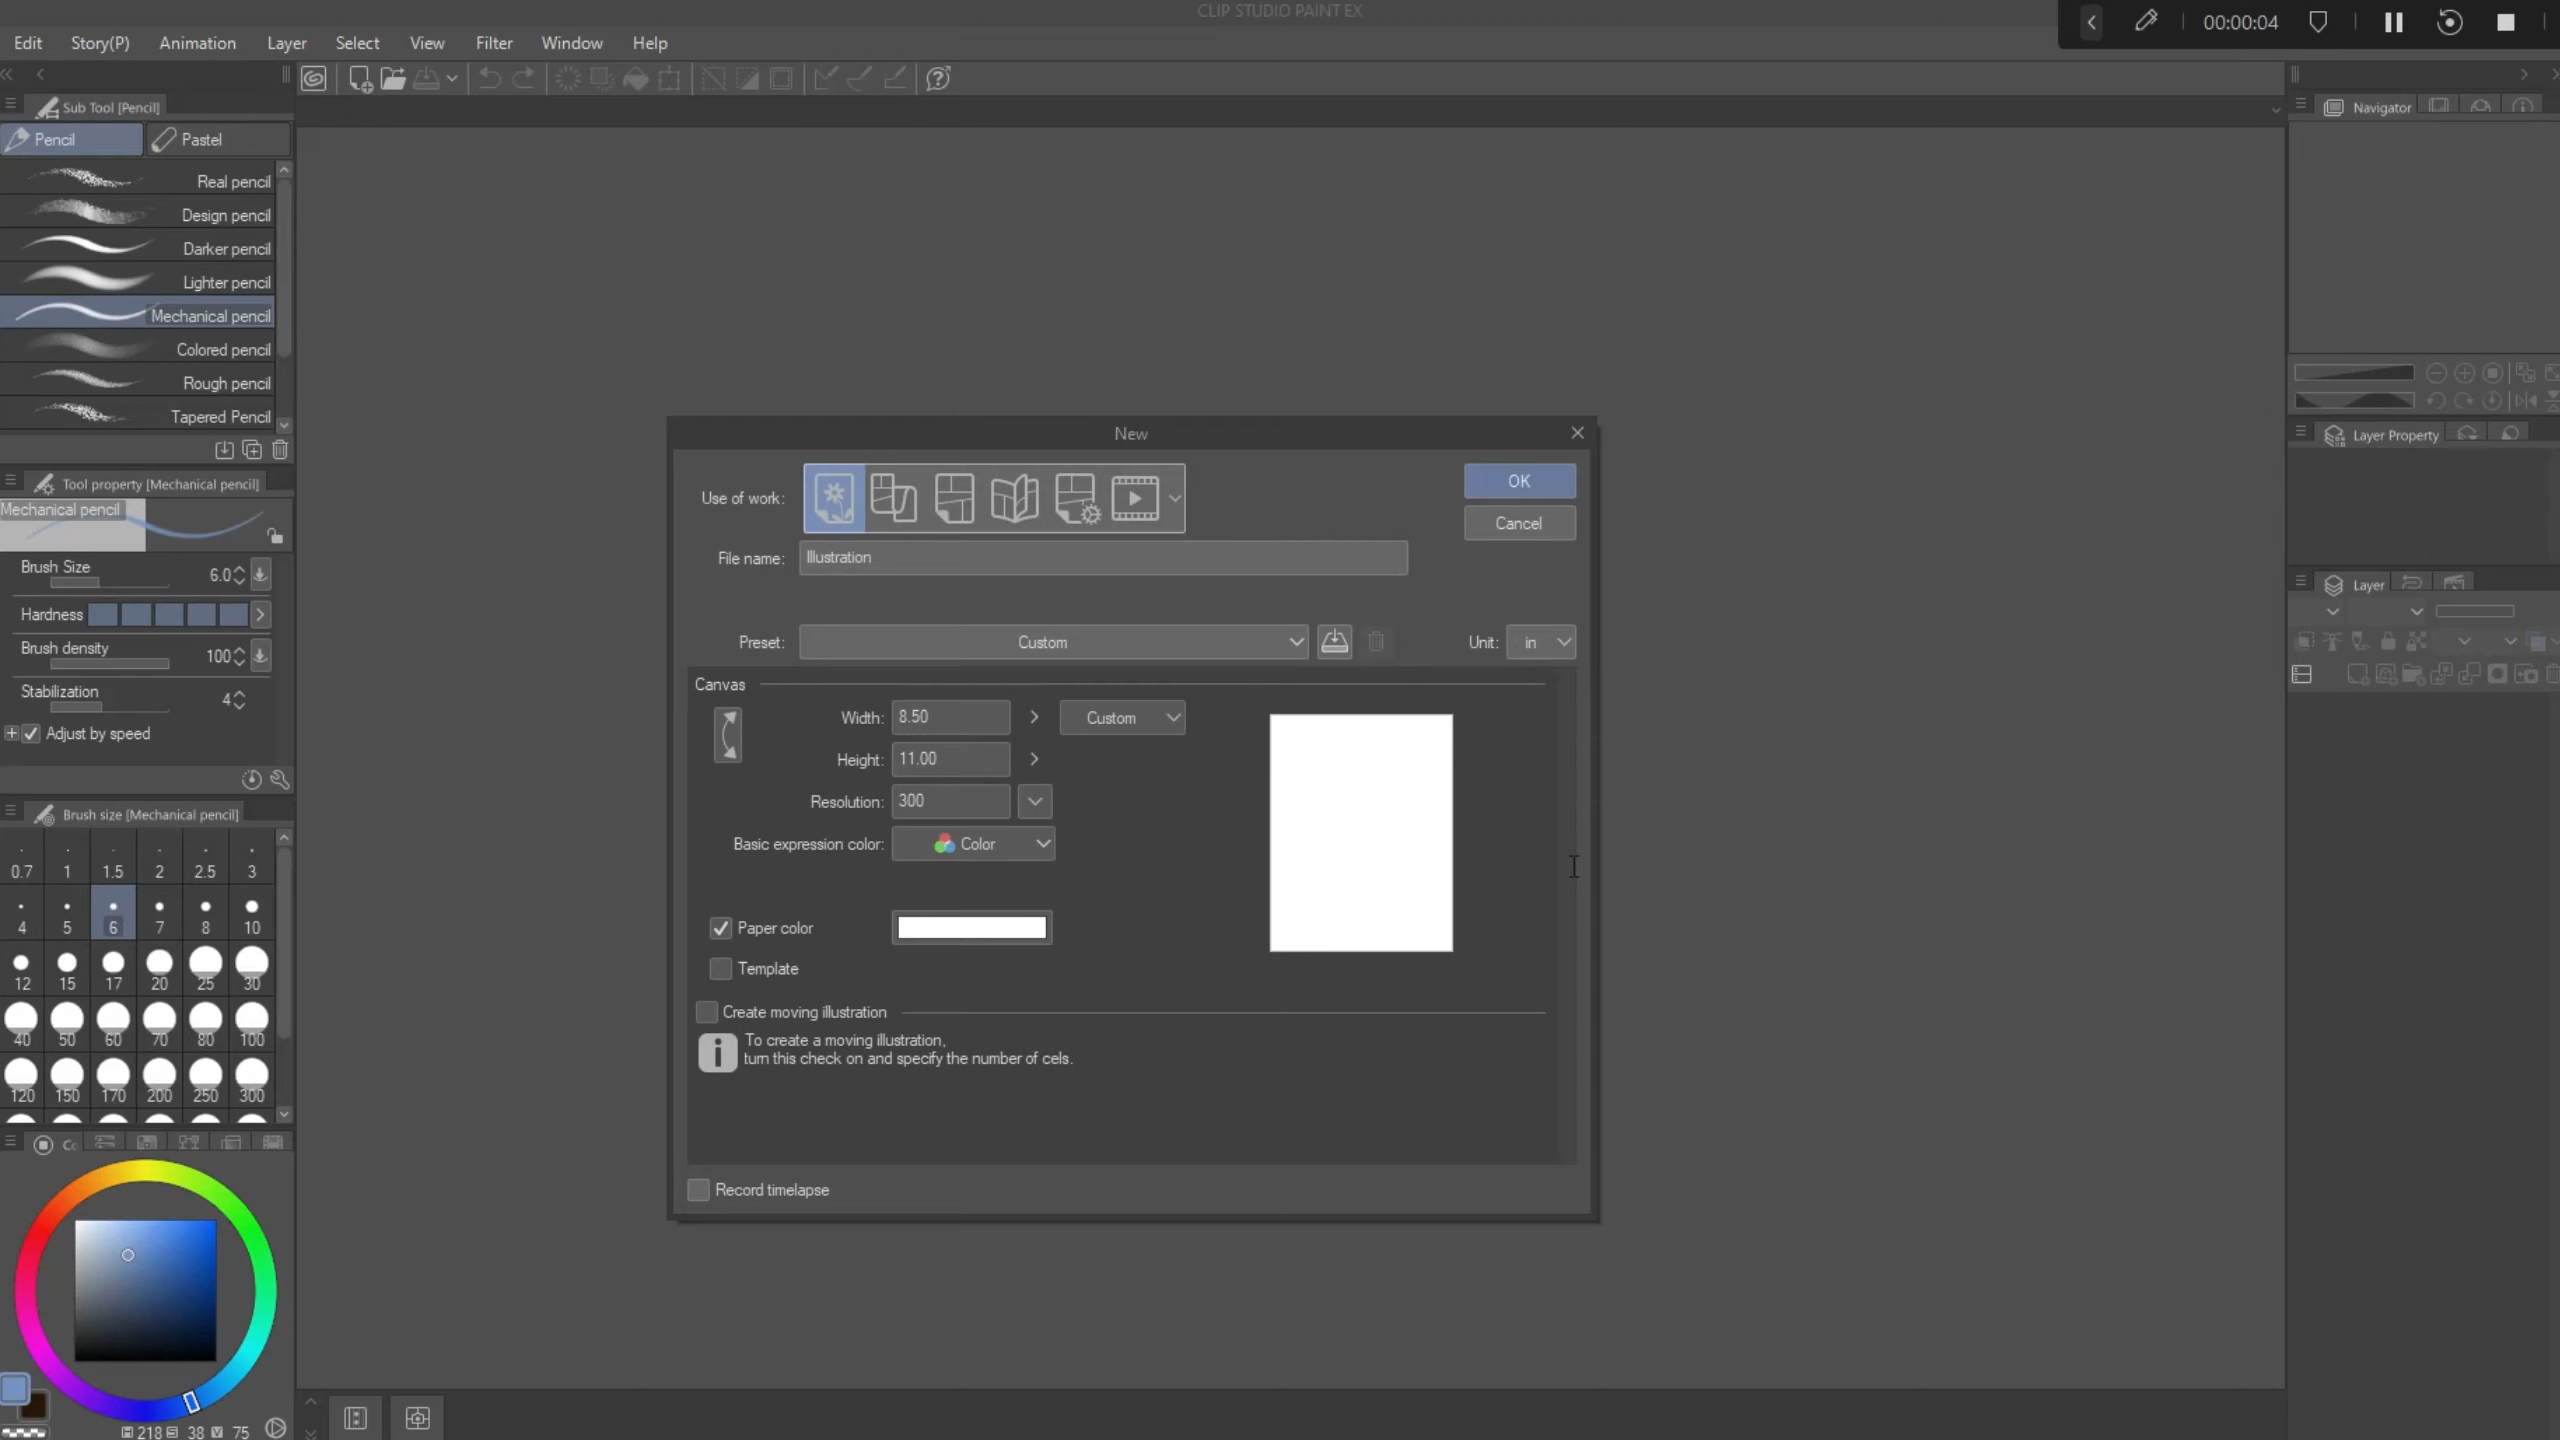 CLIP STUDIO PAINT EX
00:00:04
Edit Story(P) Animation Layer Select View Filter Window Help
Sub Tool [Pencil]
Pencil Pastel
Real pencil
Design pencil
Darker pencil
Lighter pencil
Mechanical pencil
Colored pencil
Rough pencil
Tapered Pencil
Tool property [Mechanical pencil]
Mechanical pencil
Brush Size 6.0
Hardness
Brush density 100
Stabilization 4
Adjust by speed
Brush size [Mechanical pencil]
0.7 1 1.5 2 2.5 3
4 5 6 7 8 10
12 15 17 20 25 30
40 50 60 70 80 100
120 150 170 200 250 300
Cc
H 218 S 38 V 75
New
Use of work:
OK
Cancel
File name: Illustration
Preset: Custom Unit: in
Canvas
Width: 8.50 Custom
Height: 11.00
Resolution: 300
Basic expression color: Color
Paper color
Template
Create moving illustration
To create a moving illustration,
turn this check on and specify the number of cels.
Record timelapse
Navigator
Layer Property
Layer